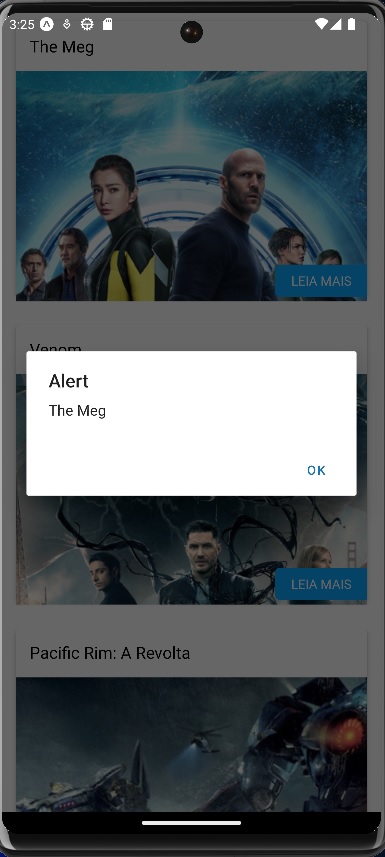 3:25
The Meg
LEIA MAIS
Venom
Alert
The Meg
OK
LEIA MAIS
Pacific Rim: A Revolta